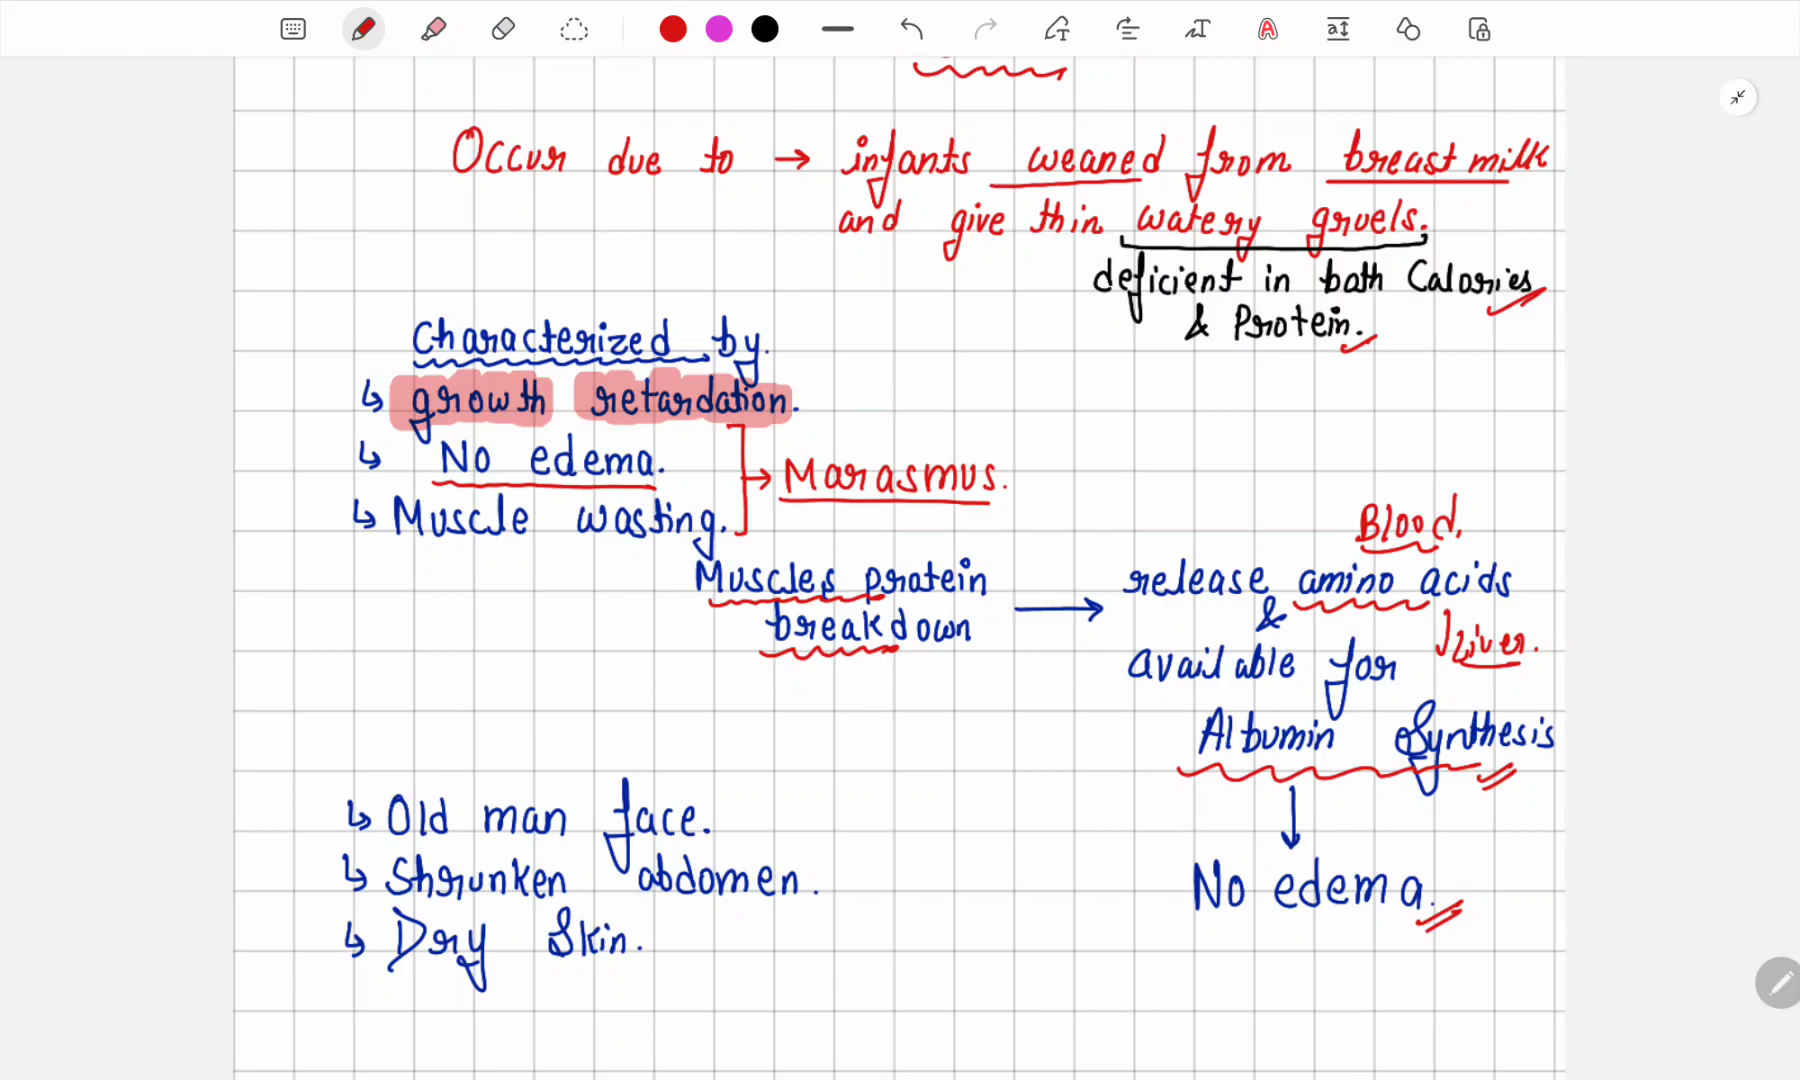 Occur due to → infants weaned from breast milk
and give thin watery gruels.
deficient in both Calories
& Protein.
Characterized by.
↳ growth retardation.
↳ No edema.
→ Marasmus.
↳ Muscle wasting.
Muscles protein
breakdown
→
Blood.
release amino acids
&
↓ Liver.
available for
Albumin Synthesis
↓
No edema.
↳ Old man face.
↳ Shrunken abdomen.
↳ Dry Skin.